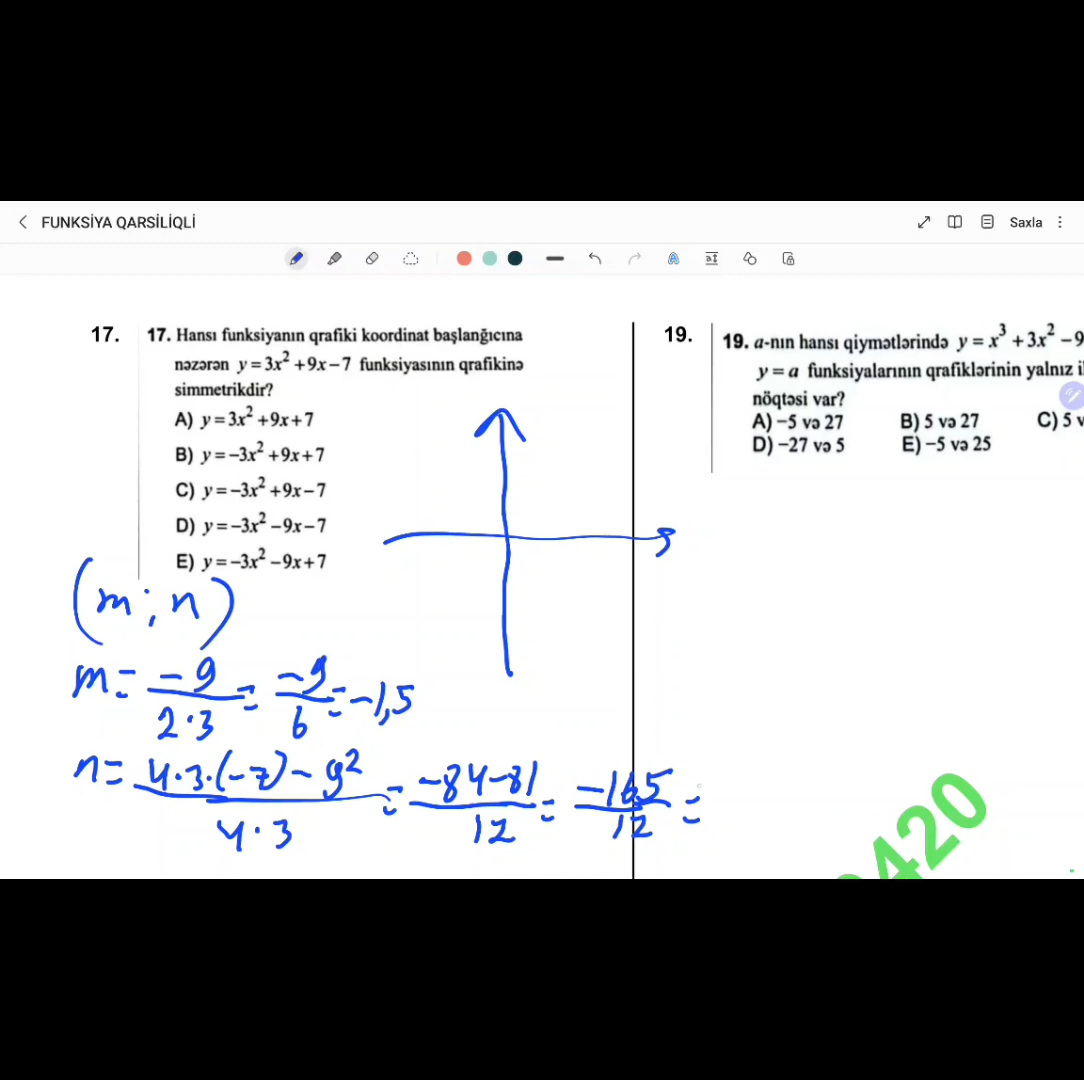 FUNKSİYA QARSİLİQLİ
Saxla
17.
17. Hansı funksiyanın qrafiki koordinat başlanğıcına
nəzərən y = 3x² + 9x − 7 funksiyasının qrafikinə
simmetrikdir?
A) y = 3x² + 9x + 7
B) y = −3x² + 9x + 7
C) y = −3x² + 9x − 7
D) y = −3x² − 9x − 7
E) y = −3x² − 9x + 7
(m; n)
m = −9 / 2·3 = −9 / 6 = −1,5
n = 4·3·(−7) − 9² / 4·3 = −84−81 / 12 = −165 / 12 =
19.
19. a-nın hansı qiymətlərində y = x³ + 3x² − 9
y = a funksiyalarının qrafiklərinin yalnız i
nöqtəsi var?
A) −5 və 27 B) 5 və 27 C) 5 v
D) −27 və 5 E) −5 və 25
420